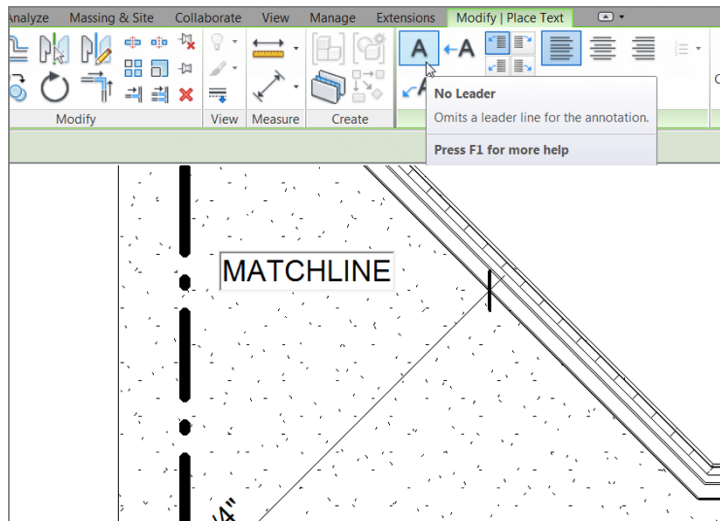 Analyze Massing & Site Collaborate View Manage Extensions Modify | Place Text
A A
Modify View Measure Create
No Leader
Omits a leader line for the annotation.
Press F1 for more help
MATCHLINE
/4"